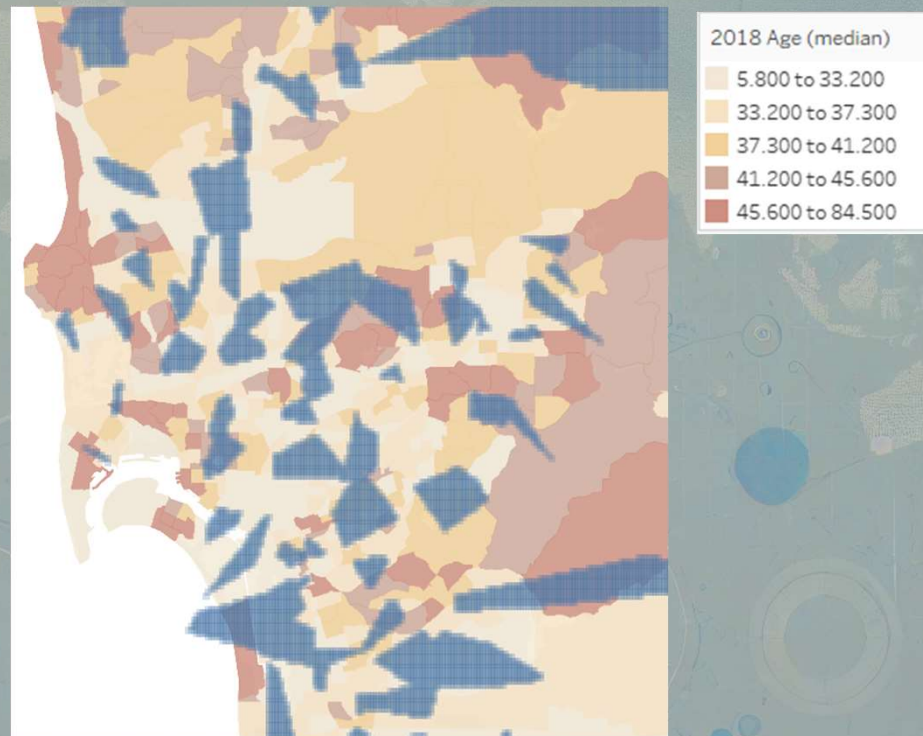 2018 Age (median)
5.800 to 33.200
33.200 to 37.300
37.300 to 41.200
41.200 to 45.600
45.600 to 84.500